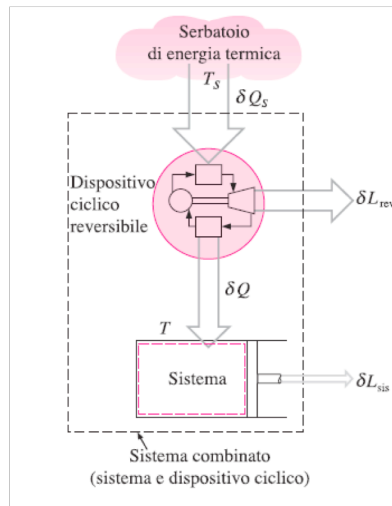 Serbatoio
di energia termica
T_S
δQ_S
Dispositivo
ciclico
reversibile
δL_rev
δQ
T
Sistema
δL_sis
Sistema combinato
(sistema e dispositivo ciclico)